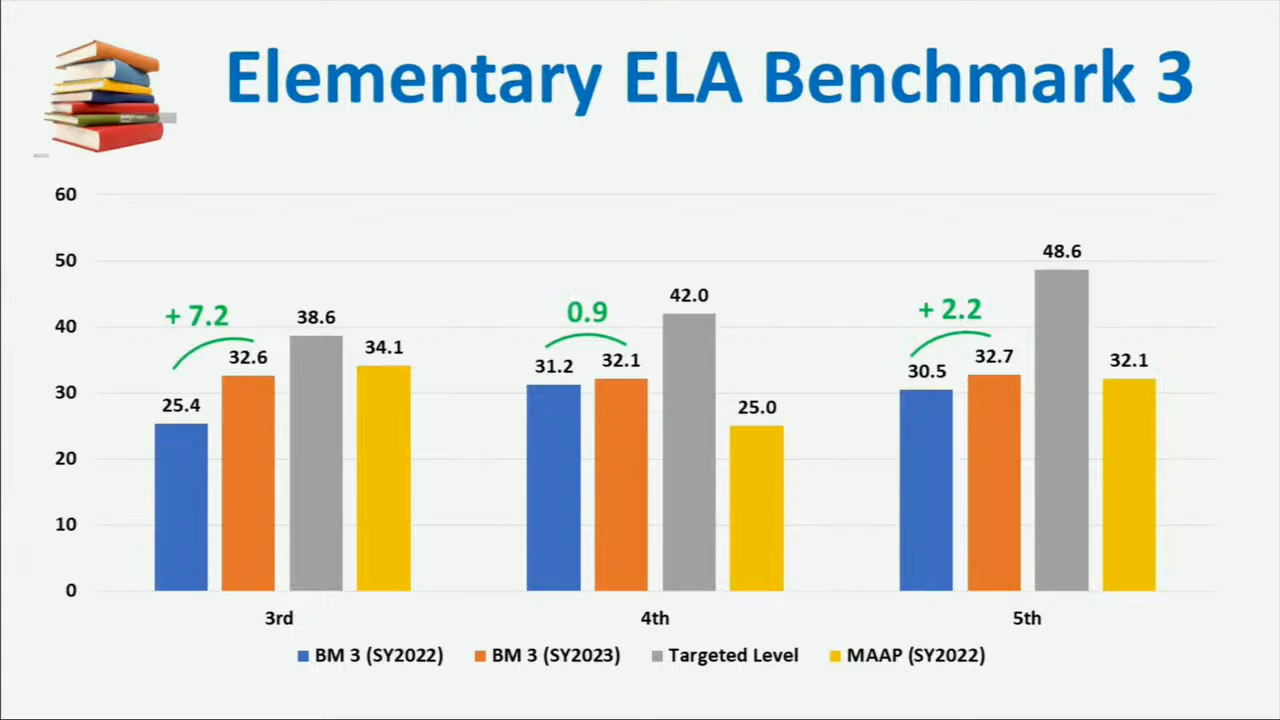 Elementary ELA Benchmark 3
60
50
40
30
20
10
0
+ 7.2
25.4
32.6
38.6
34.1
0.9
31.2
32.1
42.0
25.0
+ 2.2
30.5
32.7
48.6
32.1
3rd
4th
5th
BM 3 (SY2022)
BM 3 (SY2023)
Targeted Level
MAAP (SY2022)